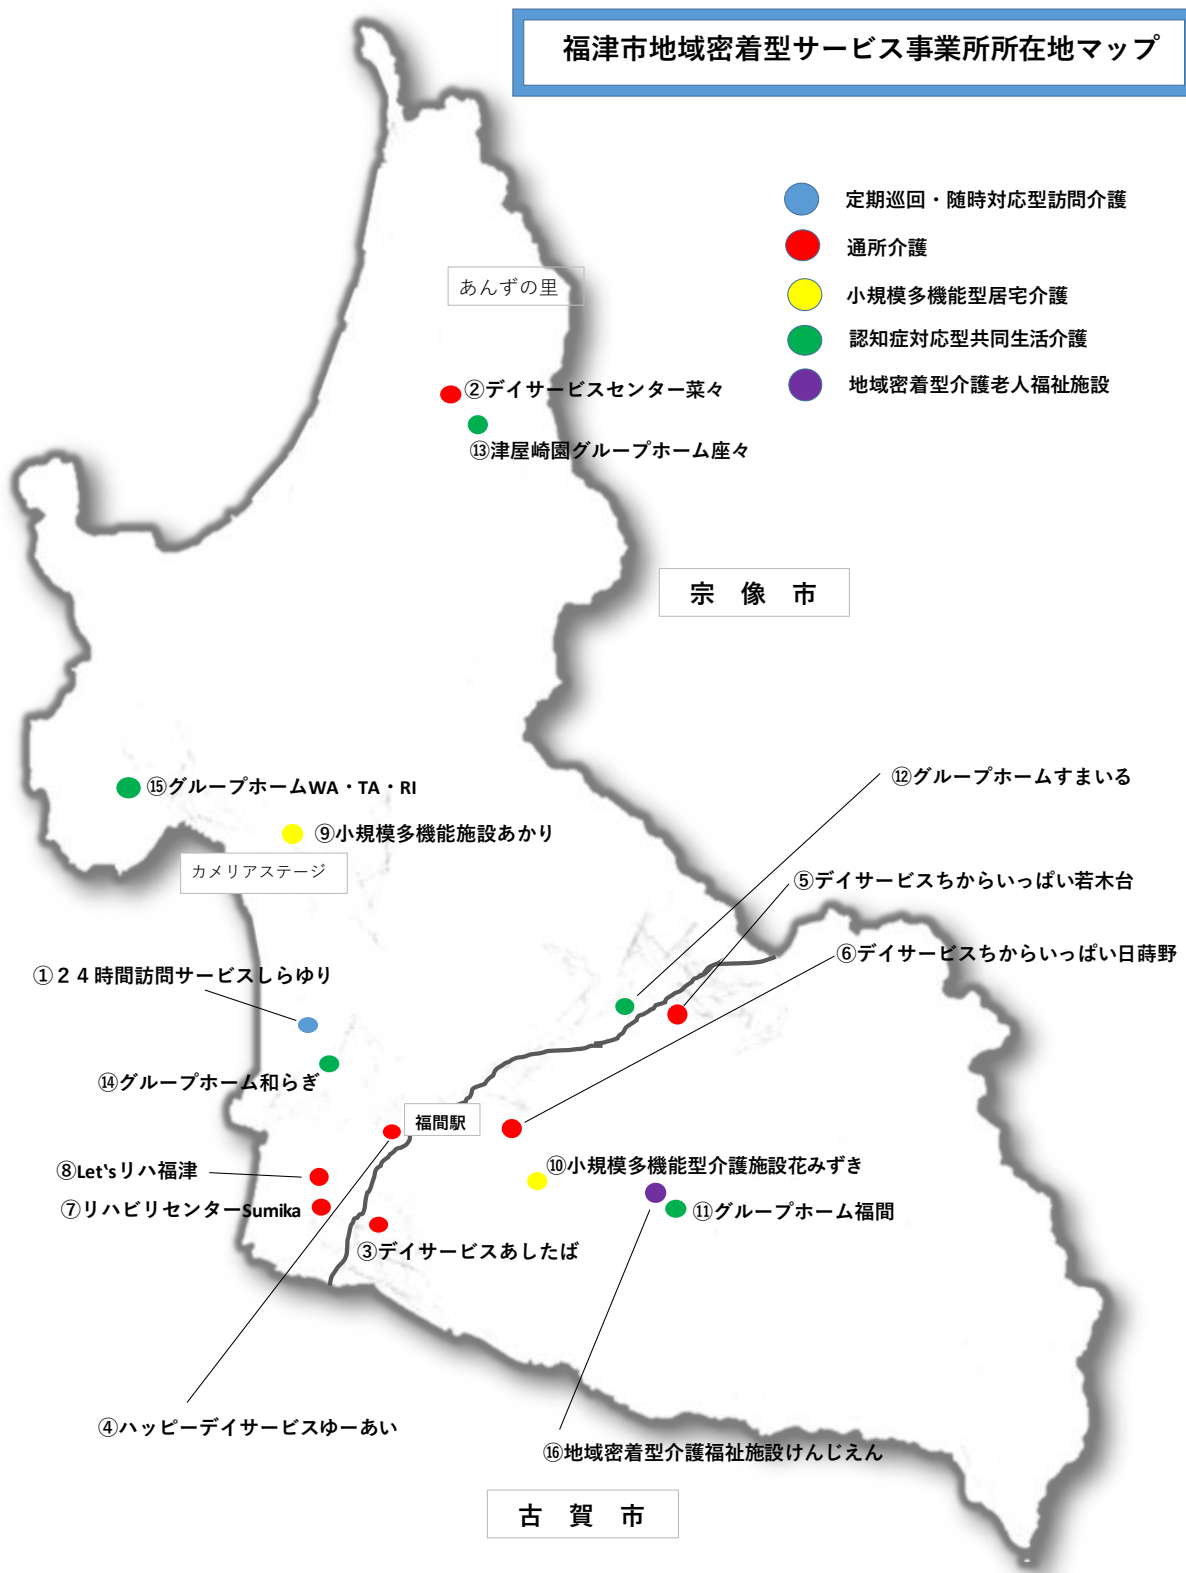 福津市地域密着型サービス事業所所在地マップ
定期巡回・随時対応型訪問介護
通所介護
小規模多機能型居宅介護
認知症対応型共同生活介護
地域密着型介護老人福祉施設
あんずの里
②デイサービスセンター菜々
⑬津屋崎園グループホーム座々
宗 像 市
⑮グループホームWA・TA・RI
⑫グループホームすまいる
⑨小規模多機能施設あかり
カメリアステージ
⑤デイサービスちからいっぱい若木台
⑥デイサービスちからいっぱい日蒔野
①２４時間訪問サービスしらゆり
⑭グループホーム和らぎ
福間駅
⑧Let'sリハ福津
⑩小規模多機能型介護施設花みずき
⑦リハビリセンターSumika
⑪グループホーム福間
③デイサービスあしたば
④ハッピーデイサービスゆーあい
⑯地域密着型介護福祉施設けんじえん
古 賀 市